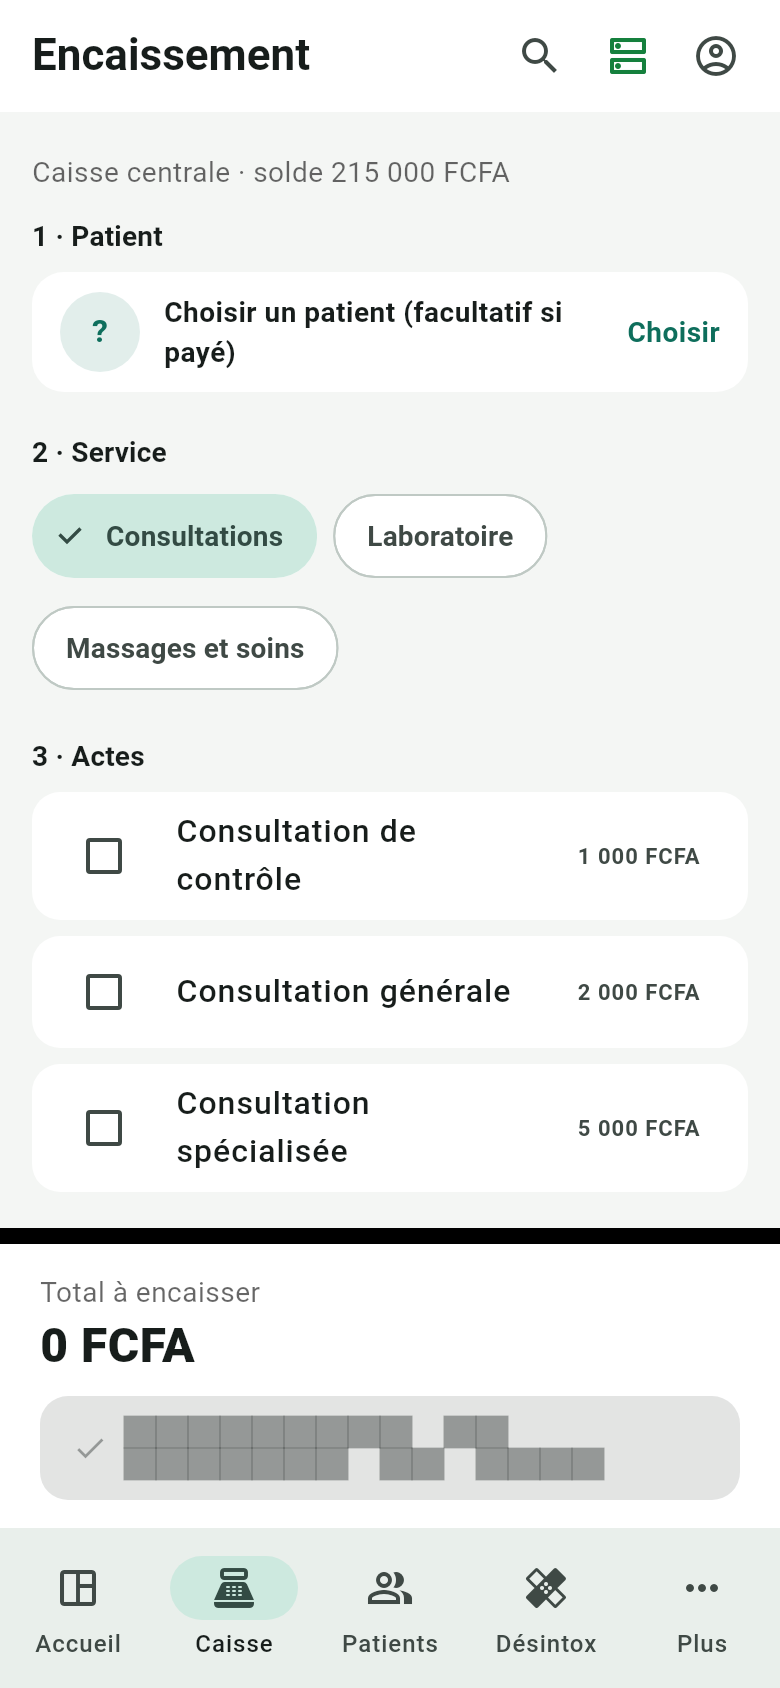 Encaissement
Caisse centrale · solde 215 000 FCFA
1 · Patient
?
Choisir un patient (facultatif si
payé)
Choisir
2 · Service
Consultations
Laboratoire
Massages et soins
3 · Actes
Consultation de
contrôle
1 000 FCFA
Consultation générale
2 000 FCFA
Consultation
spécialisée
5 000 FCFA
Total à encaisser
0 FCFA
Accueil
Caisse
Patients
Désintox
Plus